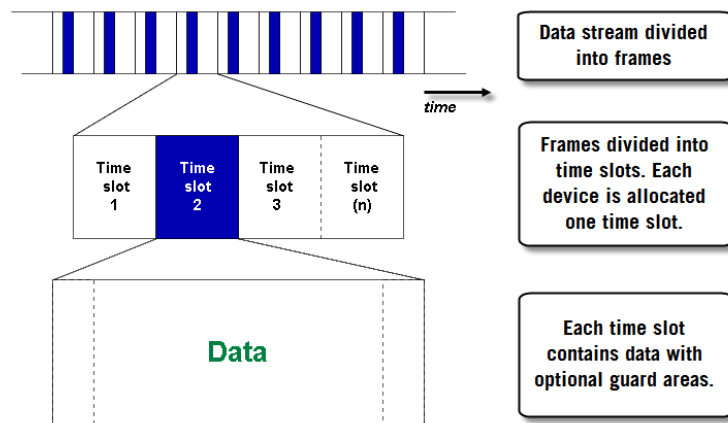 Data stream divided
into frames
time
Time
slot
1
Time
slot
2
Time
slot
3
Time
slot
(n)
Frames divided into
time slots. Each
device is allocated
one time slot.
Data
Each time slot
contains data with
optional guard areas.